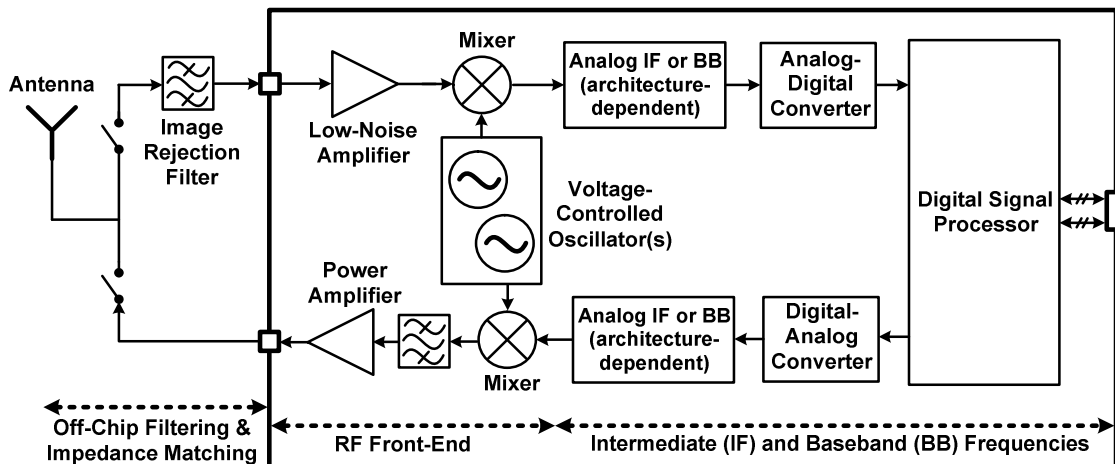 Antenna
Image
Rejection
Filter
Low-Noise
Amplifier
Mixer
Analog IF or BB
(architecture-
dependent)
Analog-
Digital
Converter
Voltage-
Controlled
Oscillator(s)
Digital Signal
Processor
Power
Amplifier
Mixer
Analog IF or BB
(architecture-
dependent)
Digital-
Analog
Converter
Off-Chip Filtering &
Impedance Matching
RF Front-End
Intermediate (IF) and Baseband (BB) Frequencies